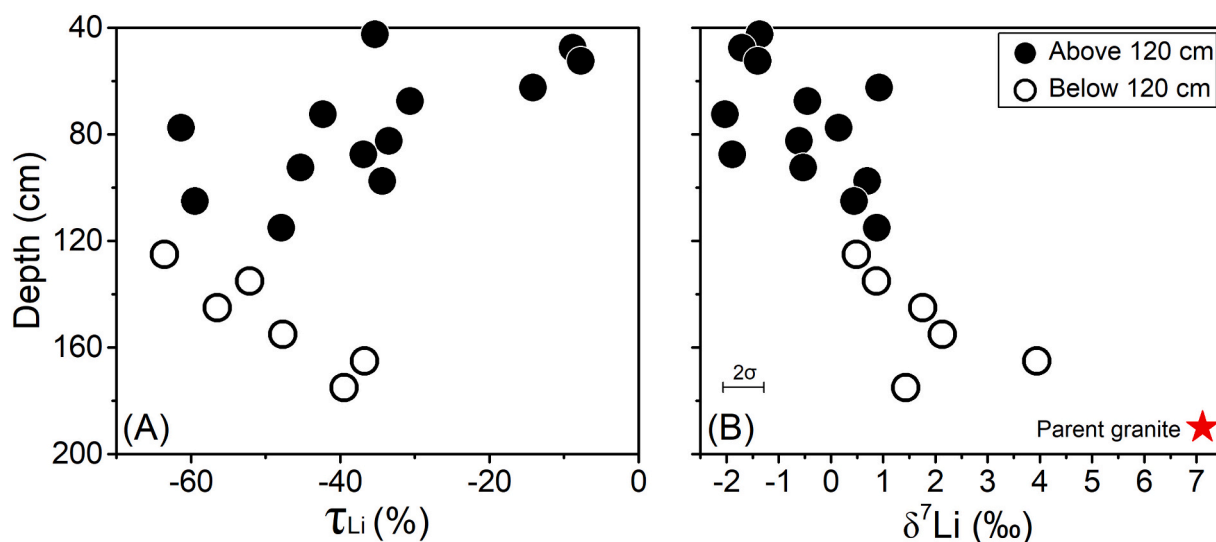 40
80
120
160
200
Depth (cm)
-60
-40
-20
0
τLi (%)
(A)
Above 120 cm
Below 120 cm
2σ
(B)
Parent granite
-2
-1
0
1
2
3
4
5
6
7
δ⁷Li (‰)